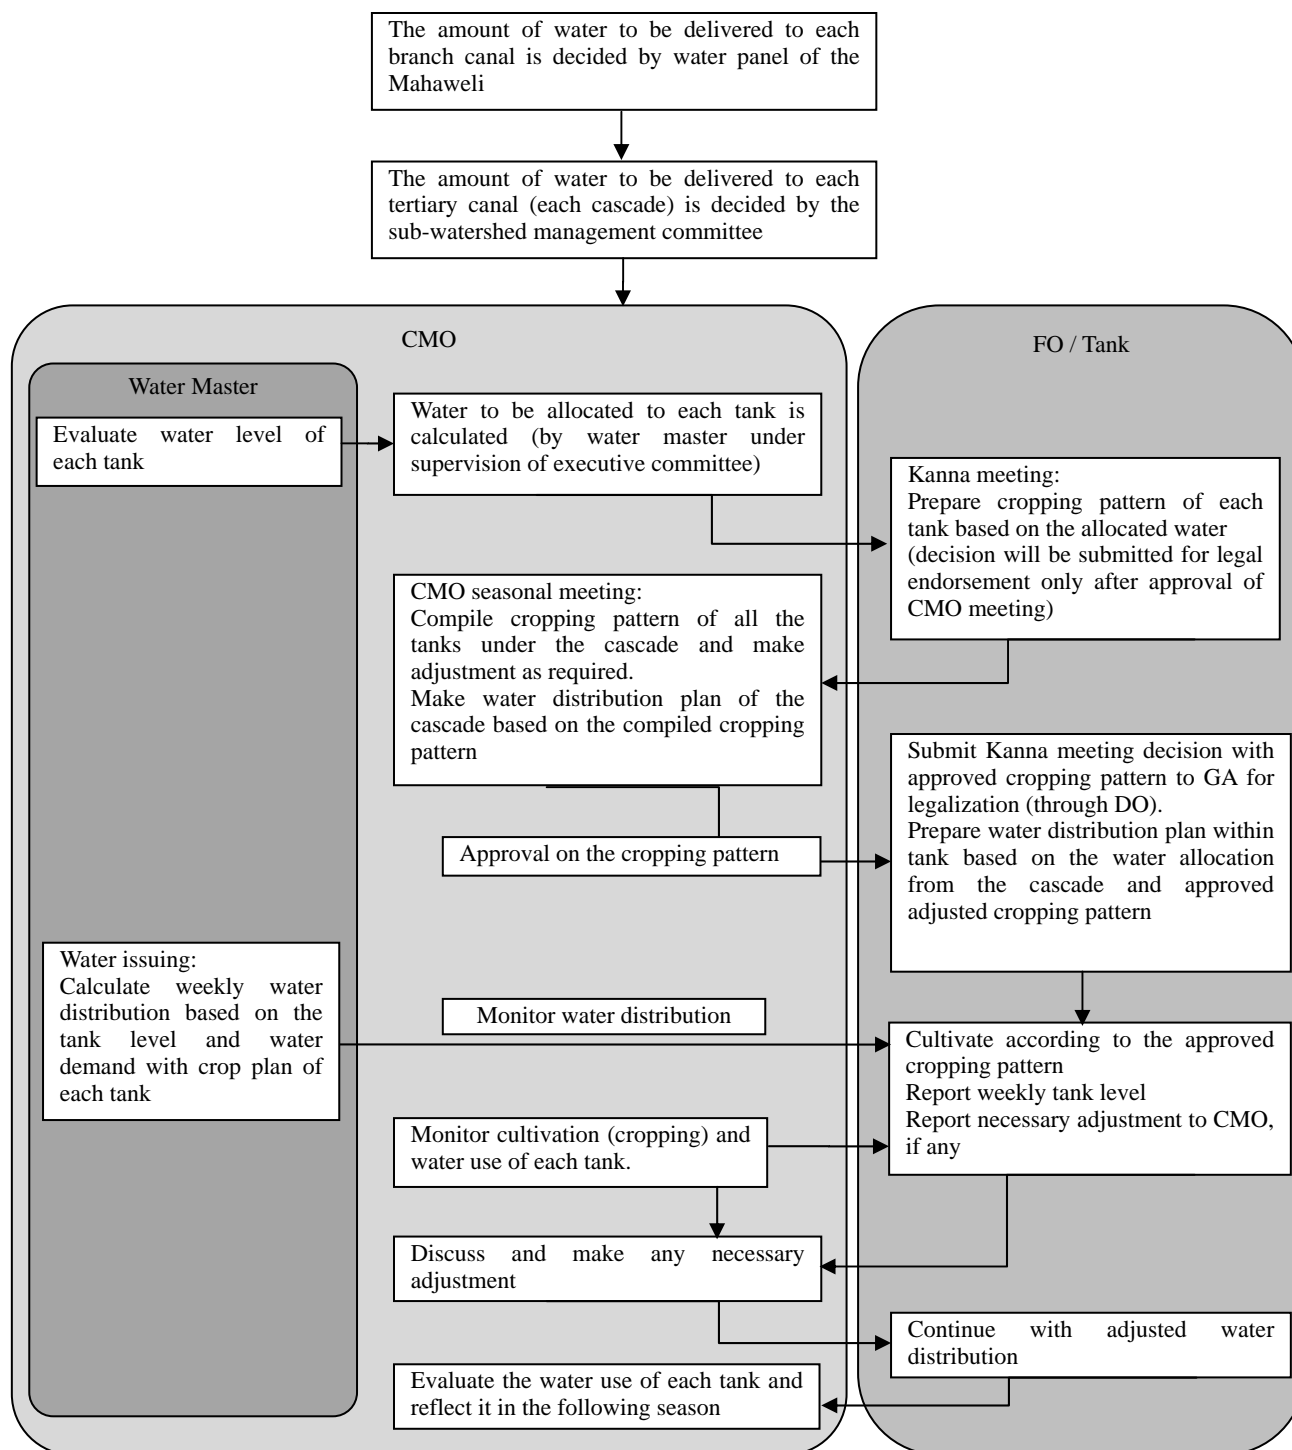 The amount of water to be delivered to each
branch canal is decided by water panel of the
Mahaweli
The amount of water to be delivered to each
tertiary canal (each cascade) is decided by the
sub-watershed management committee
CMO
FO / Tank
Water Master
Evaluate water level of
each tank
Water to be allocated to each tank is
calculated (by water master under
supervision of executive committee)
Kanna meeting:
Prepare cropping pattern of each
tank based on the allocated water
(decision will be submitted for legal
endorsement only after approval of
CMO meeting)
CMO seasonal meeting:
Compile cropping pattern of all the
tanks under the cascade and make
adjustment as required.
Make water distribution plan of the
cascade based on the compiled cropping
pattern
Submit Kanna meeting decision with
approved cropping pattern to GA for
legalization (through DO).
Prepare water distribution plan within
tank based on the water allocation
from the cascade and approved
adjusted cropping pattern
Approval on the cropping pattern
Water issuing:
Calculate weekly water
distribution based on the
tank level and water
demand with crop plan of
each tank
Monitor water distribution
Cultivate according to the approved
cropping pattern
Report weekly tank level
Report necessary adjustment to CMO,
if any
Monitor cultivation (cropping) and
water use of each tank.
Discuss and make any necessary
adjustment
Continue with adjusted water
distribution
Evaluate the water use of each tank and
reflect it in the following season